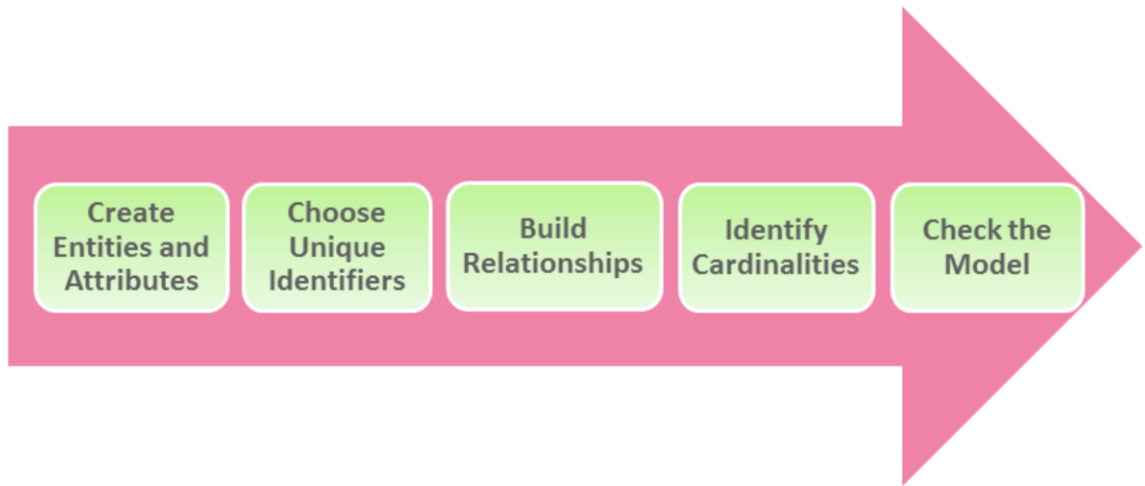 Create
Entities and
Attributes
Choose
Unique
Identifiers
Build
Relationships
Identify
Cardinalities
Check the
Model